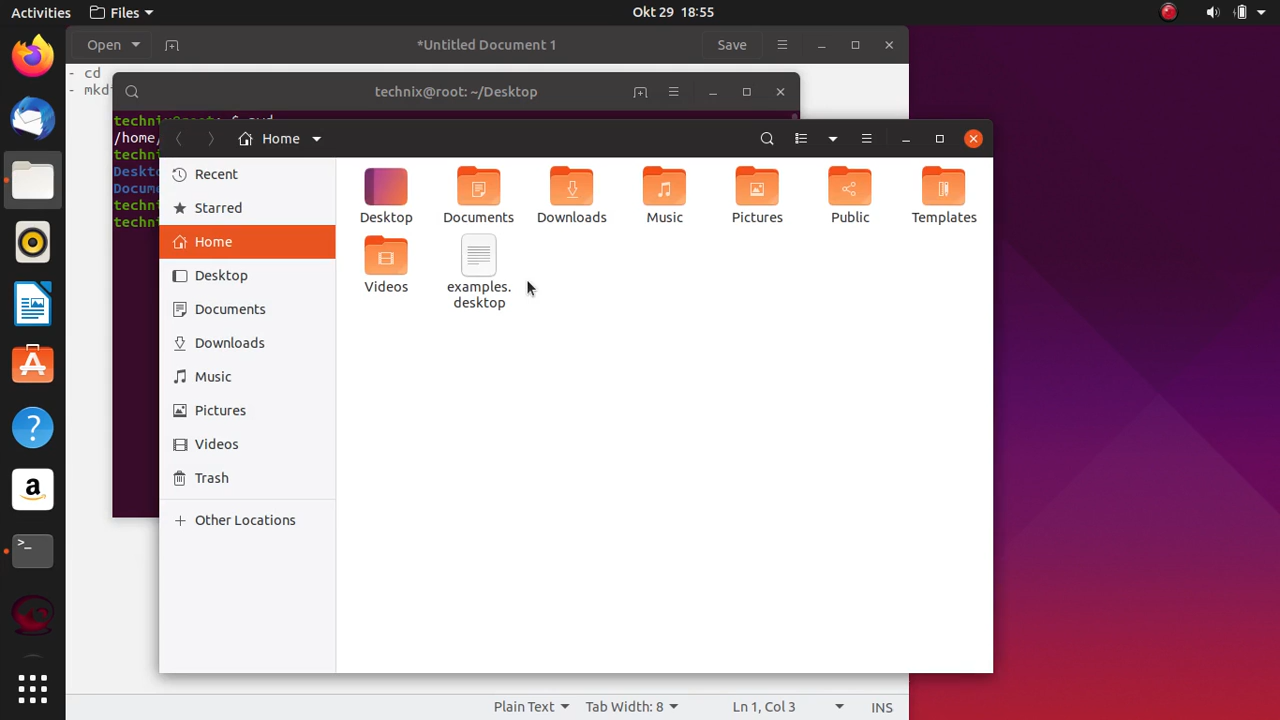 Activities Files Okt 29 18:55
Open *Untitled Document 1 Save
- cd
technix@root: ~/Desktop
/home/
Home
Recent
Starred
Home
Desktop
Documents
Downloads
Music
Pictures
Videos
Trash
Other Locations
Desktop Documents Downloads Music Pictures Public Templates
Videos examples.
desktop
Plain Text Tab Width: 8 Ln 1, Col 3 INS